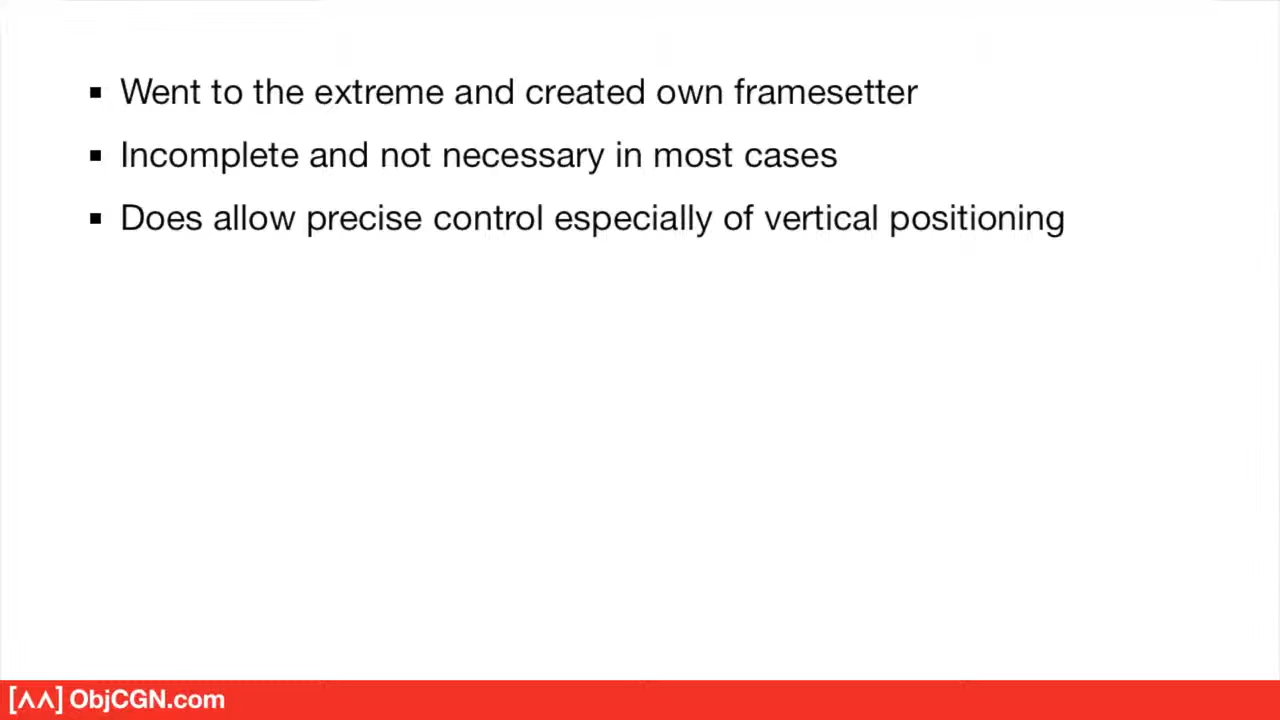 ▪ Went to the extreme and created own framesetter
▪ Incomplete and not necessary in most cases
▪ Does allow precise control especially of vertical positioning
[ʌʌ] ObjCGN.com